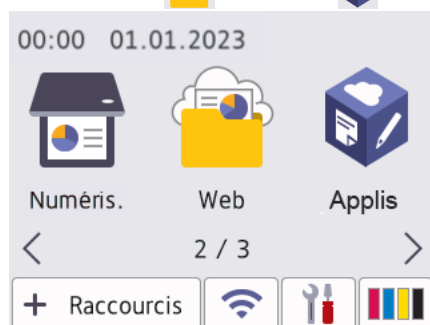 00:00 01.01.2023
Numéris. Web Applis
2 / 3
+ Raccourcis